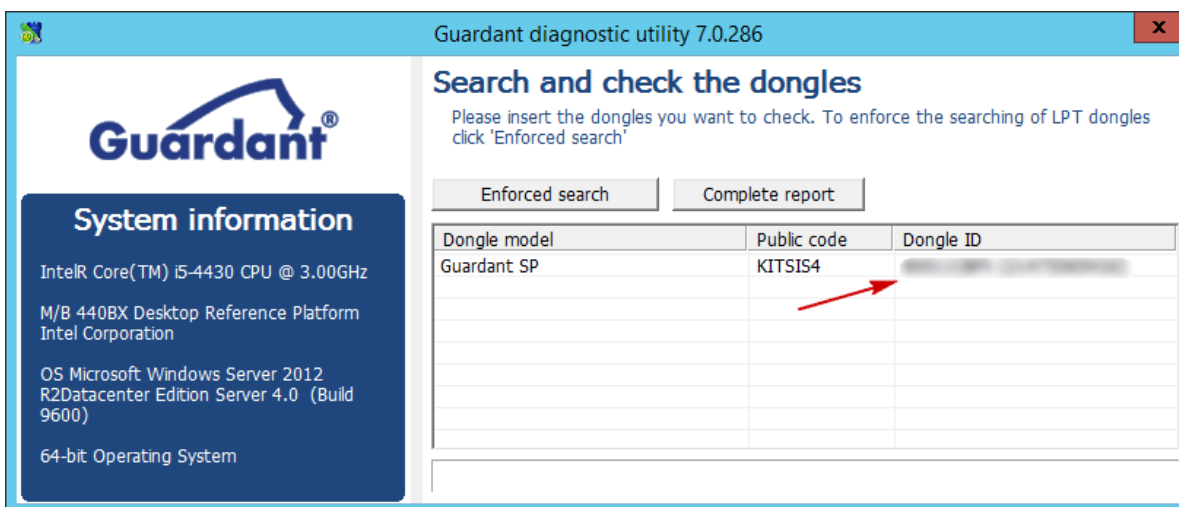 Guardant diagnostic utility 7.0.286
x
Guardant®
System information
IntelR Core(TM) i5-4430 CPU @ 3.00GHz
M/B 440BX Desktop Reference Platform
Intel Corporation
OS Microsoft Windows Server 2012
R2Datacenter Edition Server 4.0 (Build
9600)
64-bit Operating System
Search and check the dongles
Please insert the dongles you want to check. To enforce the searching of LPT dongles
click 'Enforced search'
Enforced search Complete report
Dongle model Public code Dongle ID
Guardant SP KITSIS4